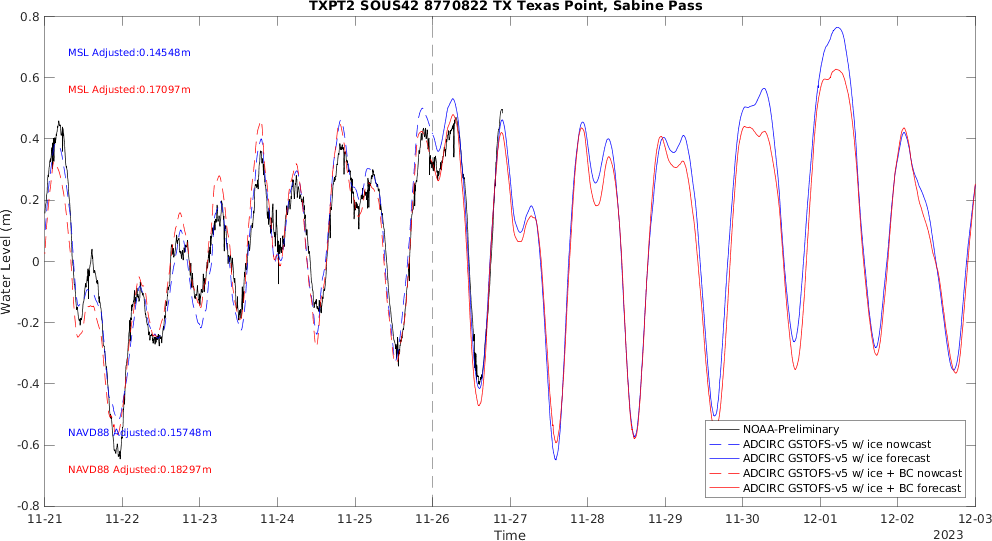 TXPT2 SOUS42 8770822 TX Texas Point, Sabine Pass
0.8
0.6
0.4
0.2
0
-0.2
-0.4
-0.6
-0.8
Water Level (m)
MSL Adjusted:0.14548m
MSL Adjusted:0.17097m
NAVD88 Adjusted:0.15748m
NAVD88 Adjusted:0.18297m
NOAA-Preliminary
ADCIRC GSTOFS-v5 w/ ice nowcast
ADCIRC GSTOFS-v5 w/ ice forecast
ADCIRC GSTOFS-v5 w/ ice + BC nowcast
ADCIRC GSTOFS-v5 w/ ice + BC forecast
11-21 11-22 11-23 11-24 11-25 11-26 11-27 11-28 11-29 11-30 12-01 12-02 12-03
Time
2023